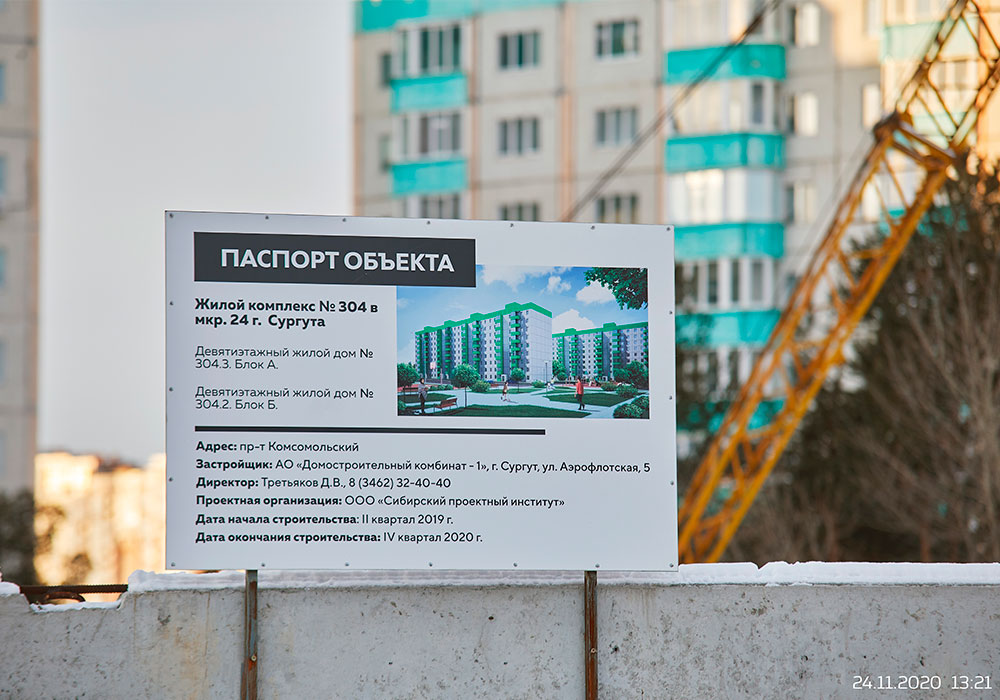 ПАСПОРТ ОБЪЕКТА
Жилой комплекс № 304 в
мкр. 24 г. Сургута
Девятиэтажный жилой дом №
304.3. Блок А.
Девятиэтажный жилой дом №
304.2. Блок Б.
Адрес: пр-т Комсомольский
Застройщик: АО «Домостроительный комбинат - 1», г. Сургут, ул. Аэрофлотская, 5
Директор: Третьяков Д.В., 8 (3462) 32-40-40
Проектная организация: ООО «Сибирский проектный институт»
Дата начала строительства: II квартал 2019 г.
Дата окончания строительства: IV квартал 2020 г.
24.11.2020 13:21